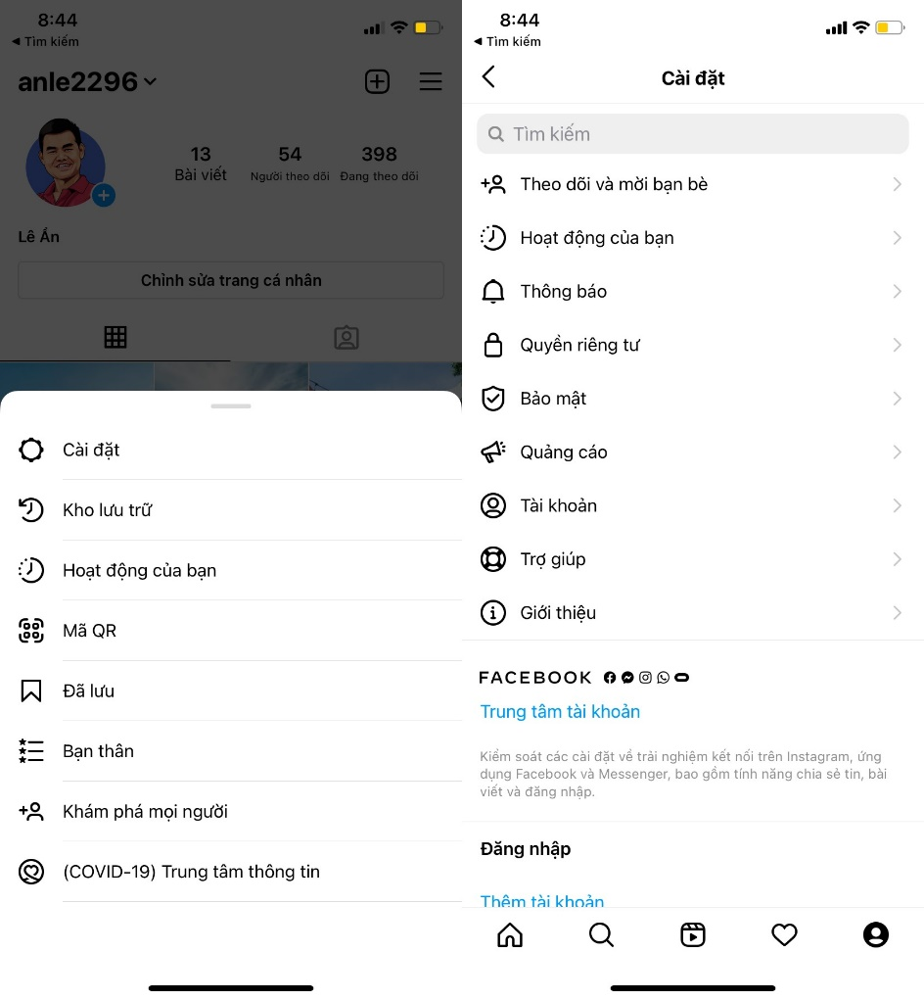 8:44
◀ Tìm kiếm
anle2296
13
Bài viết
54
Người theo dõi
398
Đang theo dõi
Lê Ẩn
Chỉnh sửa trang cá nhân
Cài đặt
Kho lưu trữ
Hoạt động của bạn
Mã QR
Đã lưu
Bạn thân
Khám phá mọi người
(COVID-19) Trung tâm thông tin
8:44
◀ Tìm kiếm
Cài đặt
Tìm kiếm
Theo dõi và mời bạn bè
Hoạt động của bạn
Thông báo
Quyền riêng tư
Bảo mật
Quảng cáo
Tài khoản
Trợ giúp
Giới thiệu
FACEBOOK
Trung tâm tài khoản
Kiểm soát các cài đặt về trải nghiệm kết nối trên Instagram, ứng
dụng Facebook và Messenger, bao gồm tính năng chia sẻ tin, bài
viết và đăng nhập.
Đăng nhập
Thêm tài khoản